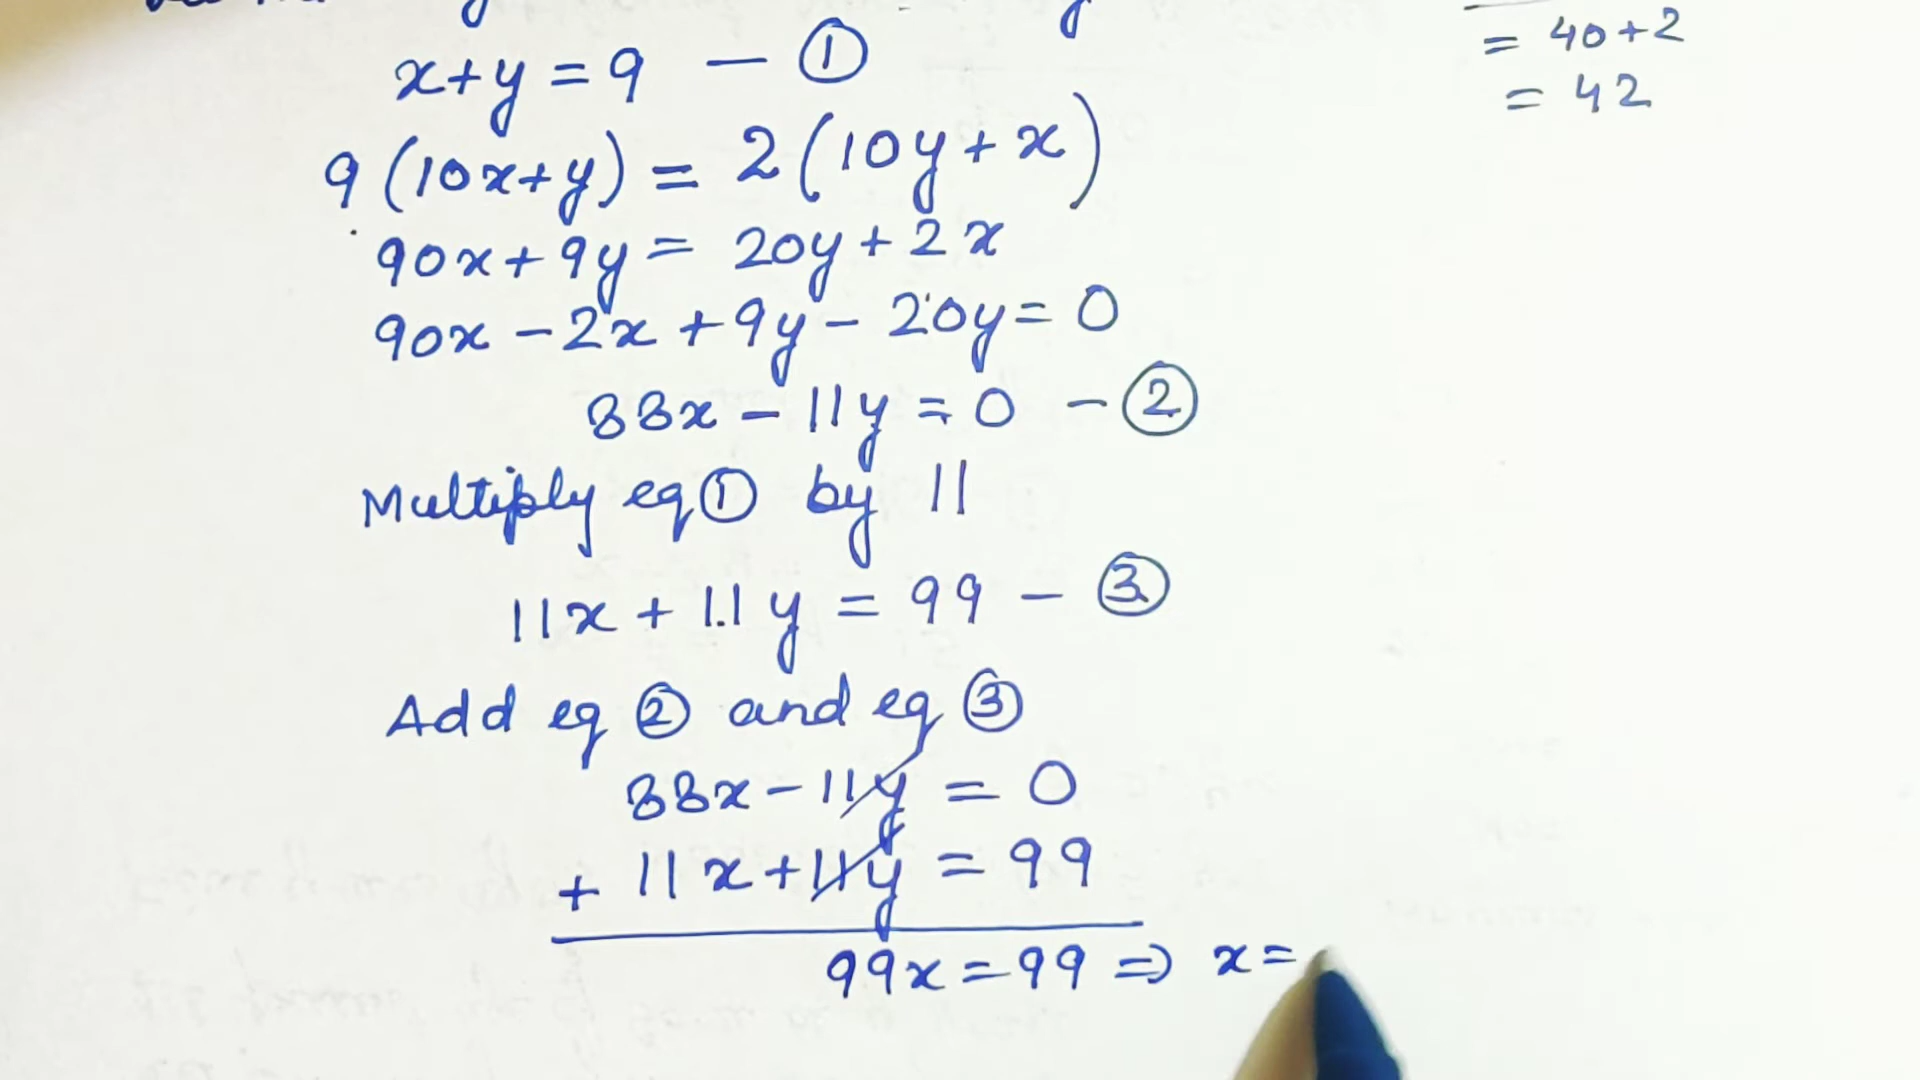 = 40+2
= 42
x+y = 9 — ①
9 (10x+y) = 2 (10y+x)
90x+9y = 20y+2x
90x-2x+9y-20y=0
88x-11y=0 -②
Multiply eq① by 11
11x+11y = 99 - ③
Add eq ② and eq ③
88x-11y = 0
+ 11x+11y = 99
99x=99 ⇒ x=